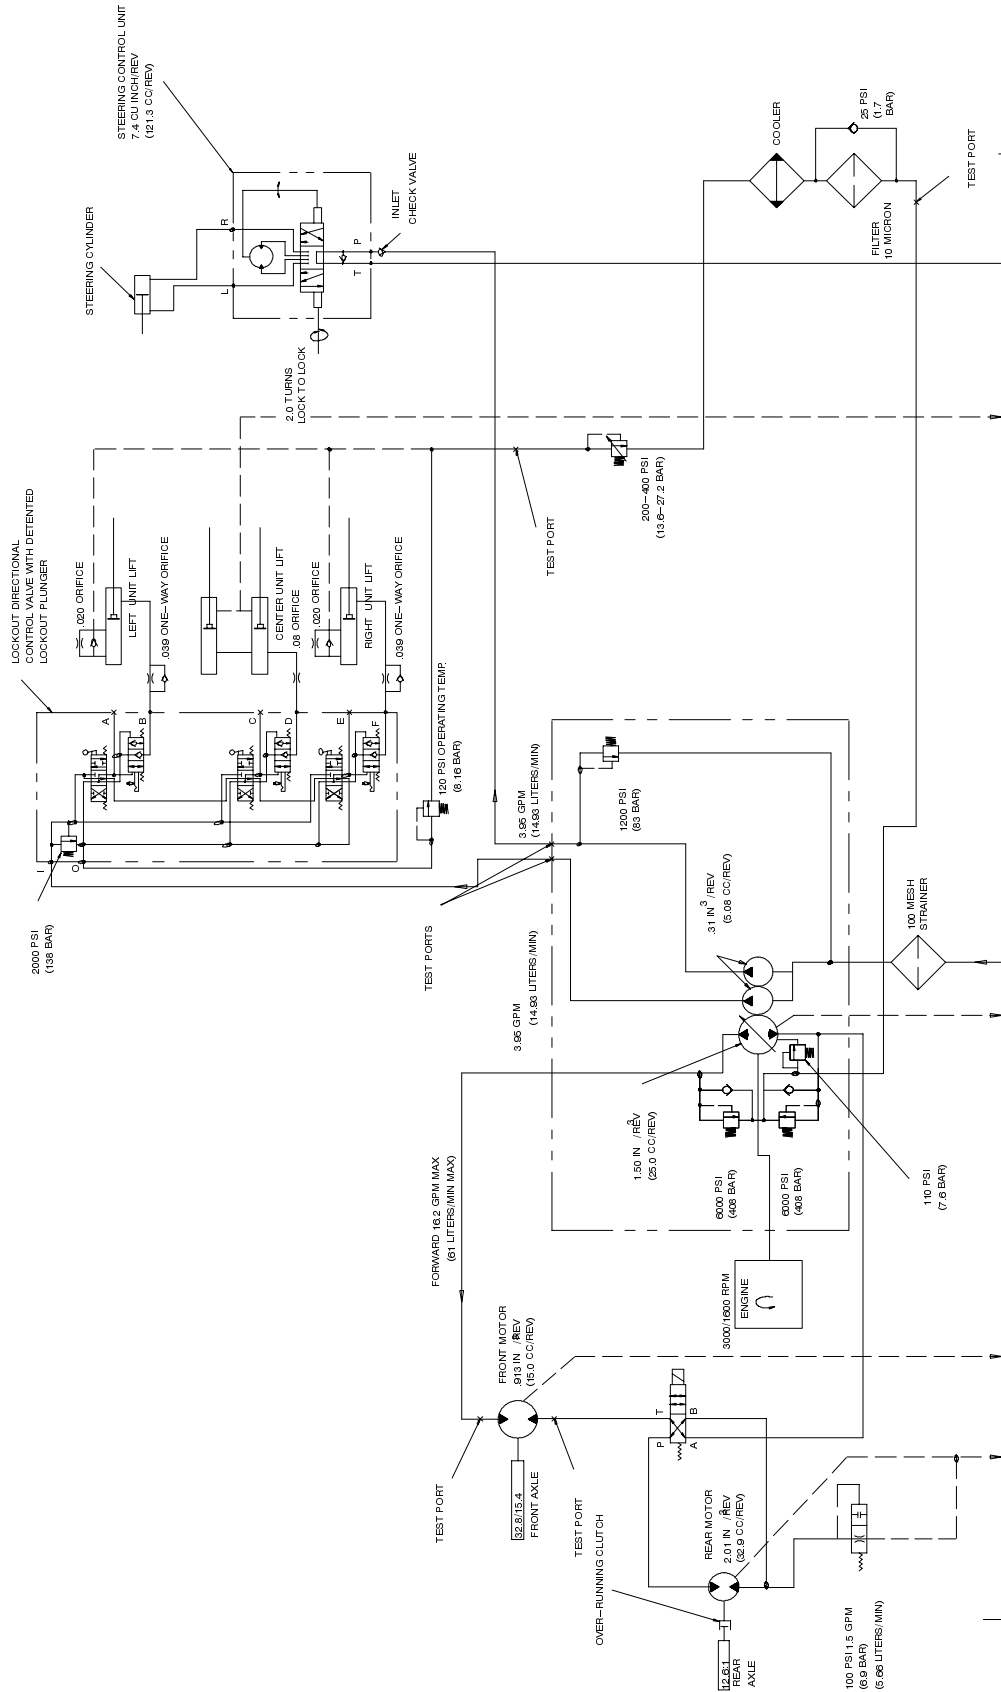 STEERING CONTROL UNIT
7.4 CU INCH/REV
(121.3 CC/REV)
STEERING CYLINDER
L
R
T
P
INLET
CHECK VALVE
2.0 TURNS
LOCK TO LOCK
COOLER
25 PSI
(1.7
BAR)
FILTER
10 MICRON
TEST PORT
LOCKOUT DIRECTIONAL
CONTROL VALVE WITH DETENTED
LOCKOUT PLUNGER
.020 ORIFICE
LEFT UNIT LIFT
.039 ONE-WAY ORIFICE
CENTER UNIT LIFT
.08 ORIFICE
.020 ORIFICE
RIGHT UNIT LIFT
.039 ONE-WAY ORIFICE
A
B
C
D
E
F
I
O
2000 PSI
(138 BAR)
120 PSI OPERATING TEMP.
(8.16 BAR)
TEST PORT
200-400 PSI
(13.6-27.2 BAR)
TEST PORTS
3.95 GPM
(14.93 LITERS/MIN)
3.95 GPM
(14.93 LITERS/MIN)
1200 PSI
(83 BAR)
.31 IN3/REV
(5.08 CC/REV)
100 MESH
STRAINER
1.50 IN3/REV
(25.0 CC/REV)
6000 PSI
(408 BAR)
6000 PSI
(408 BAR)
110 PSI
(7.6 BAR)
FORWARD 16.2 GPM MAX
(61 LITERS/MIN MAX)
3000/1600 RPM
ENGINE
FRONT MOTOR
.913 IN3/REV
(15.0 CC/REV)
TEST PORT
32.8/15.4
FRONT AXLE
TEST PORT
P
T
A
B
OVER-RUNNING CLUTCH
REAR MOTOR
2.01 IN3/REV
(32.9 CC/REV)
12.6:1
REAR
AXLE
100 PSI 1.5 GPM
(6.9 BAR)
(5.66 LITERS/MIN)